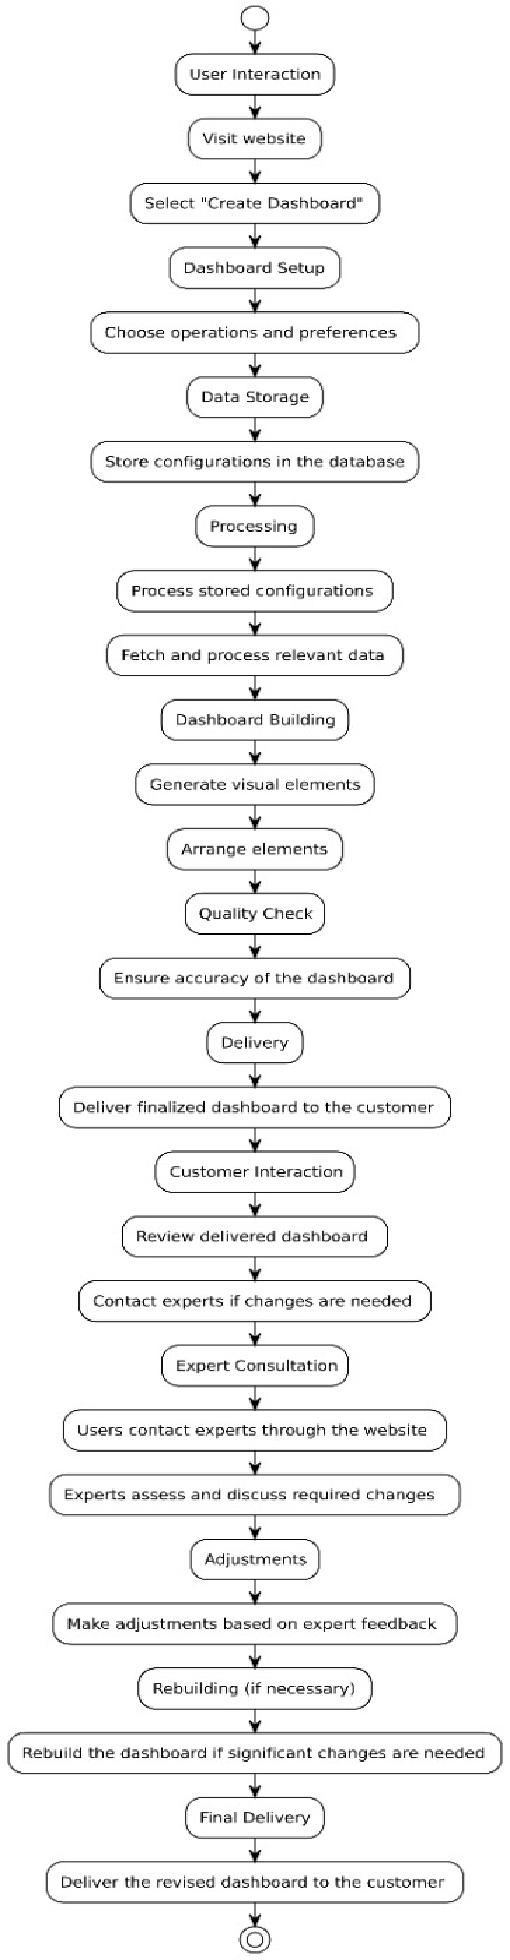 User Interaction
Visit website
Select "Create Dashboard"
Dashboard Setup
Choose operations and preferences
Data Storage
Store configurations in the database
Processing
Process stored configurations
Fetch and process relevant data
Dashboard Building
Generate visual elements
Arrange elements
Quality Check
Ensure accuracy of the dashboard
Delivery
Deliver finalized dashboard to the customer
Customer Interaction
Review delivered dashboard
Contact experts if changes are needed
Expert Consultation
Users contact experts through the website
Experts assess and discuss required changes
Adjustments
Make adjustments based on expert feedback
Rebuilding (if necessary)
Rebuild the dashboard if significant changes are needed
Final Delivery
Deliver the revised dashboard to the customer